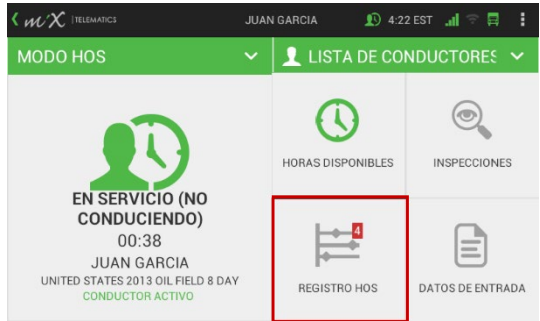 MiX TELEMATICS JUAN GARCIA 4:22 EST
MODO HOS
LISTA DE CONDUCTORES
HORAS DISPONIBLES
INSPECCIONES
EN SERVICIO (NO
CONDUCIENDO)
00:38
JUAN GARCIA
UNITED STATES 2013 OIL FIELD 8 DAY
CONDUCTOR ACTIVO
4
REGISTRO HOS
DATOS DE ENTRADA